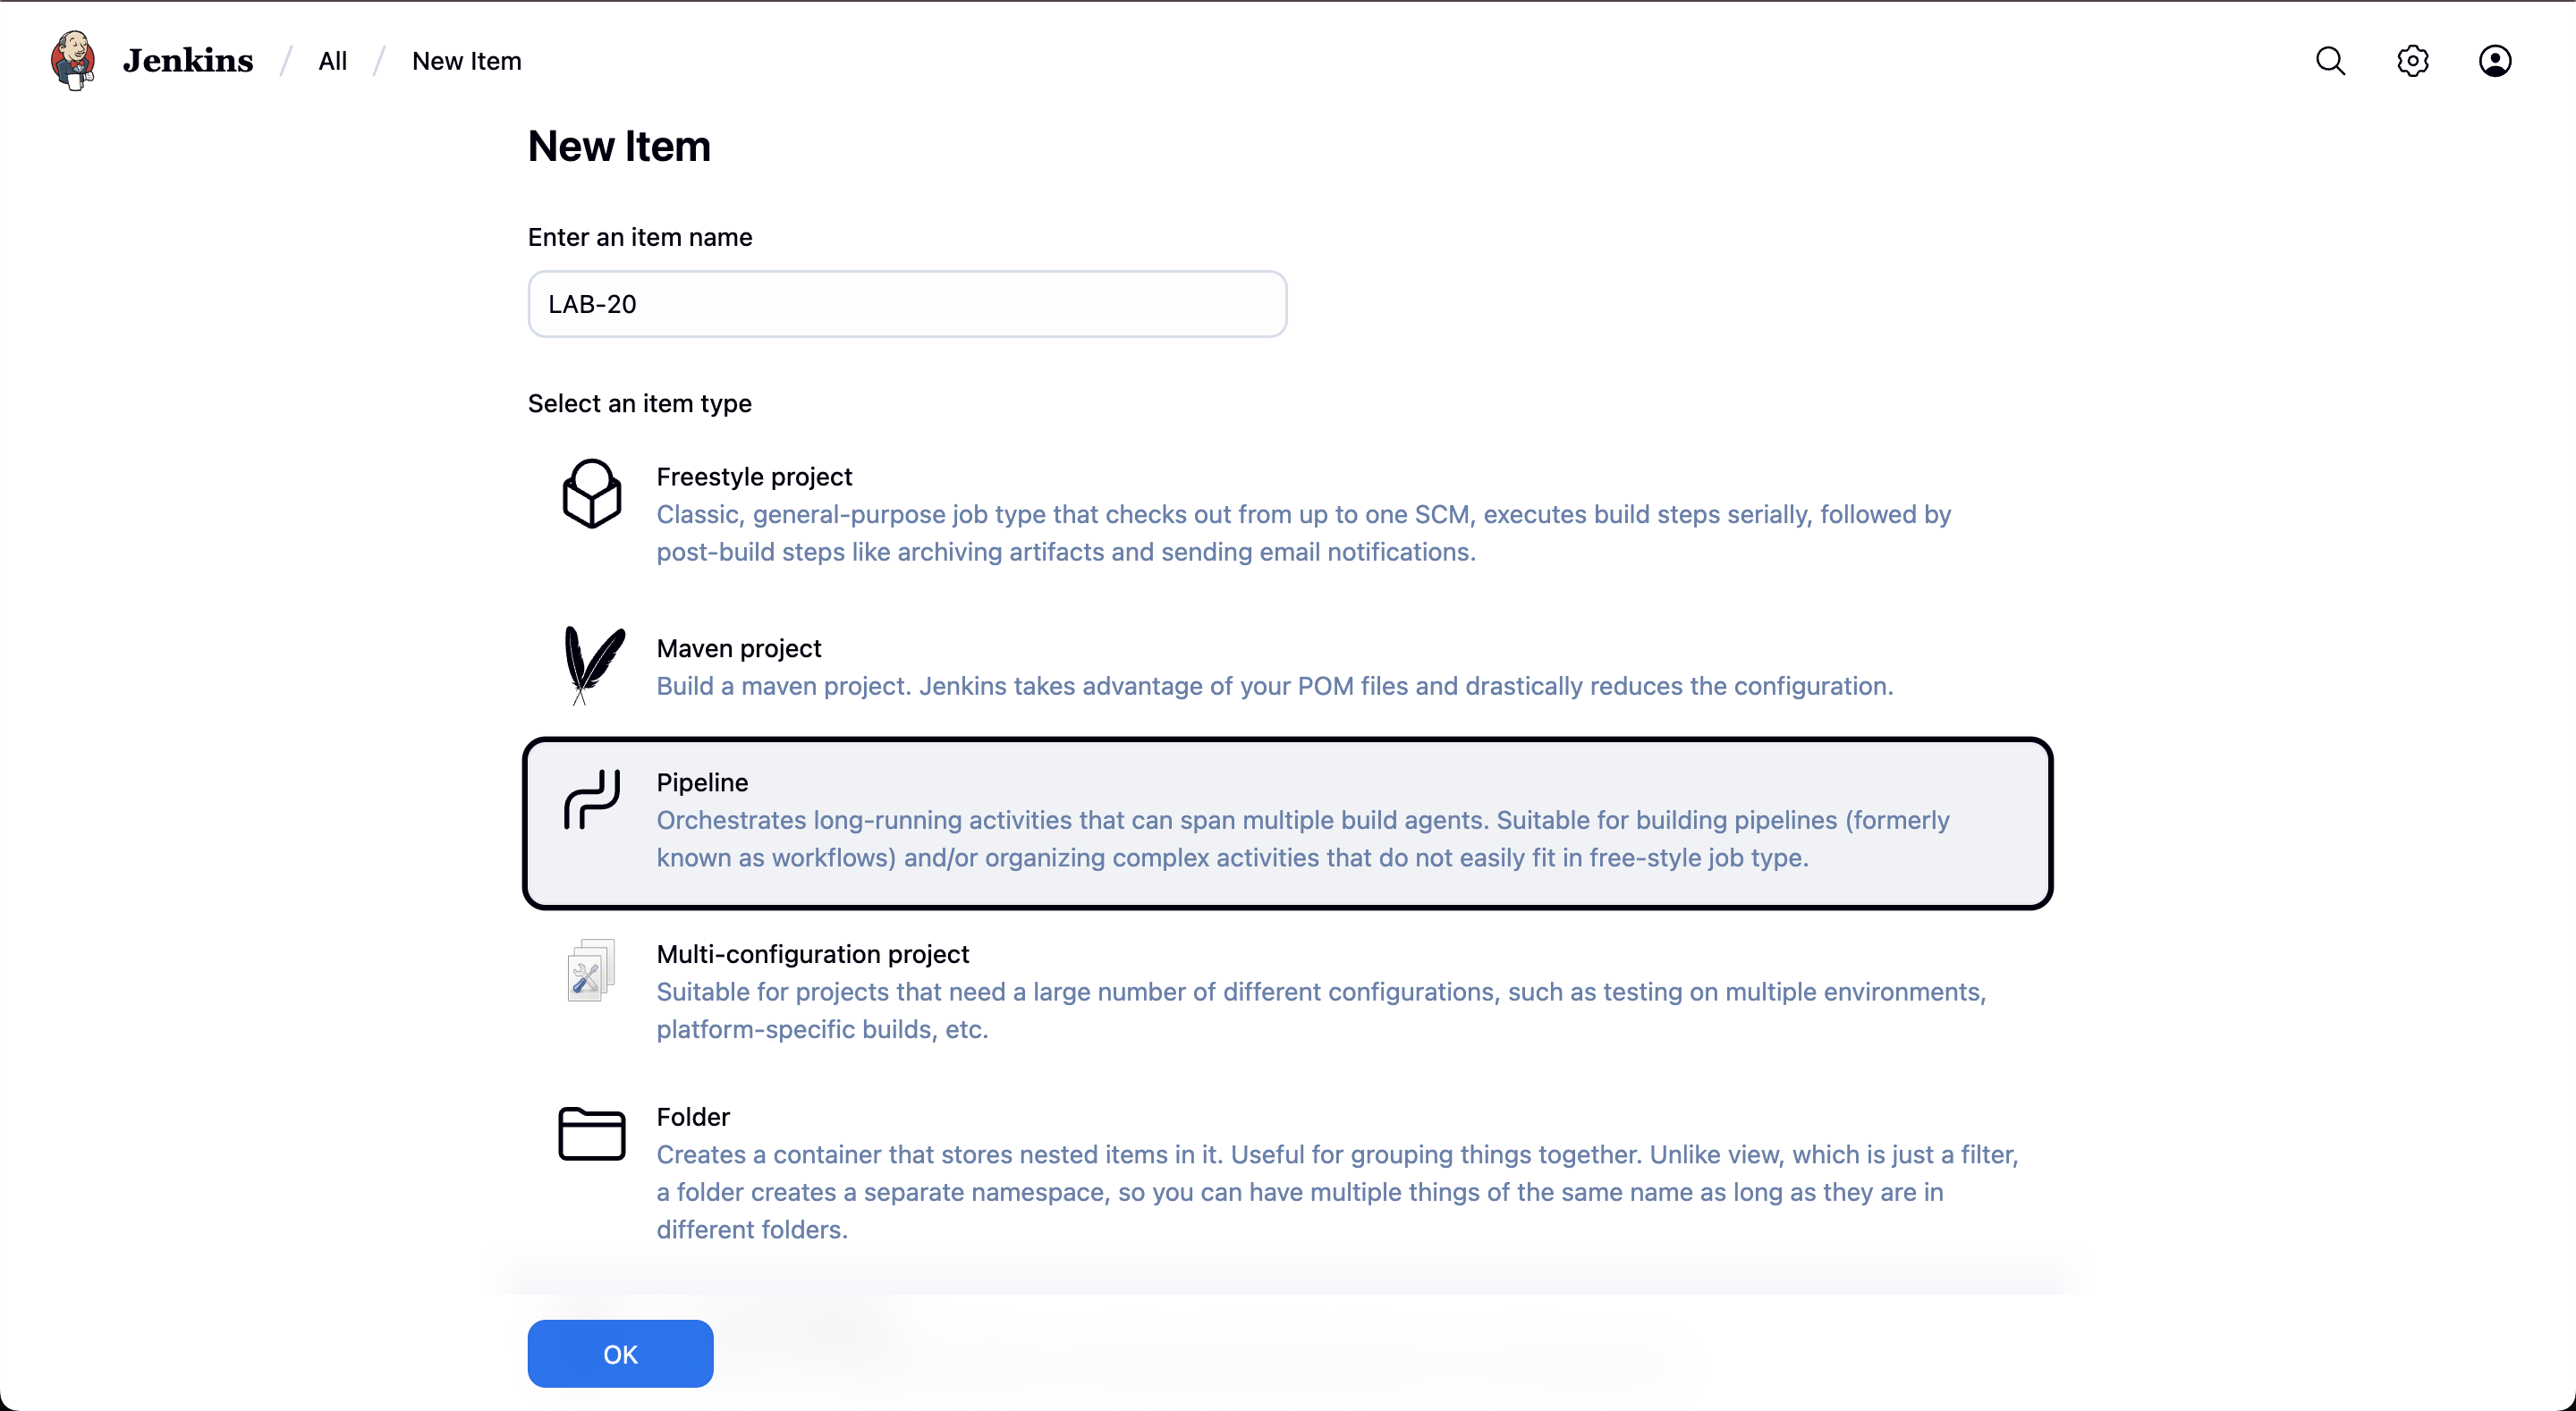 Jenkins / All / New Item
New Item
Enter an item name
LAB-20
Select an item type
Freestyle project
Classic, general-purpose job type that checks out from up to one SCM, executes build steps serially, followed by
post-build steps like archiving artifacts and sending email notifications.
Maven project
Build a maven project. Jenkins takes advantage of your POM files and drastically reduces the configuration.
Pipeline
Orchestrates long-running activities that can span multiple build agents. Suitable for building pipelines (formerly
known as workflows) and/or organizing complex activities that do not easily fit in free-style job type.
Multi-configuration project
Suitable for projects that need a large number of different configurations, such as testing on multiple environments,
platform-specific builds, etc.
Folder
Creates a container that stores nested items in it. Useful for grouping things together. Unlike view, which is just a filter,
a folder creates a separate namespace, so you can have multiple things of the same name as long as they are in
different folders.
OK